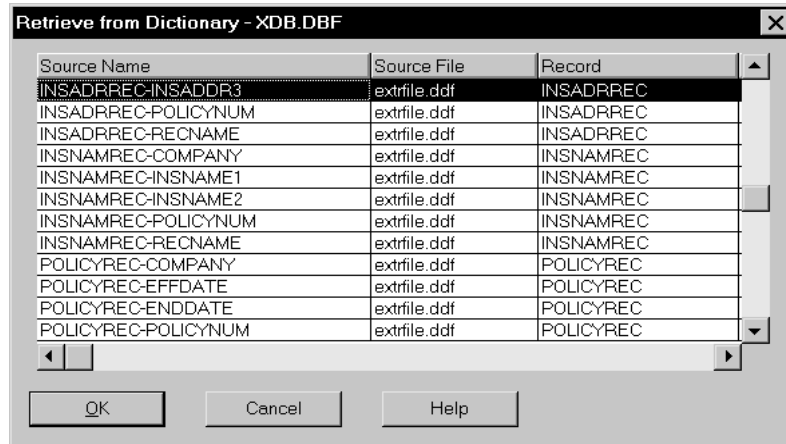 Retrieve from Dictionary - XDB.DBF
Source Name Source File Record
INSADRREC-INSADDR3 extrfile.ddf INSADRREC
INSADRREC-POLICYNUM extrfile.ddf INSADRREC
INSADRREC-RECNAME extrfile.ddf INSADRREC
INSNAMREC-COMPANY extrfile.ddf INSNAMREC
INSNAMREC-INSNAME1 extrfile.ddf INSNAMREC
INSNAMREC-INSNAME2 extrfile.ddf INSNAMREC
INSNAMREC-POLICYNUM extrfile.ddf INSNAMREC
INSNAMREC-RECNAME extrfile.ddf INSNAMREC
POLICYREC-COMPANY extrfile.ddf POLICYREC
POLICYREC-EFFDATE extrfile.ddf POLICYREC
POLICYREC-ENDDATE extrfile.ddf POLICYREC
POLICYREC-POLICYNUM extrfile.ddf POLICYREC
OK Cancel Help